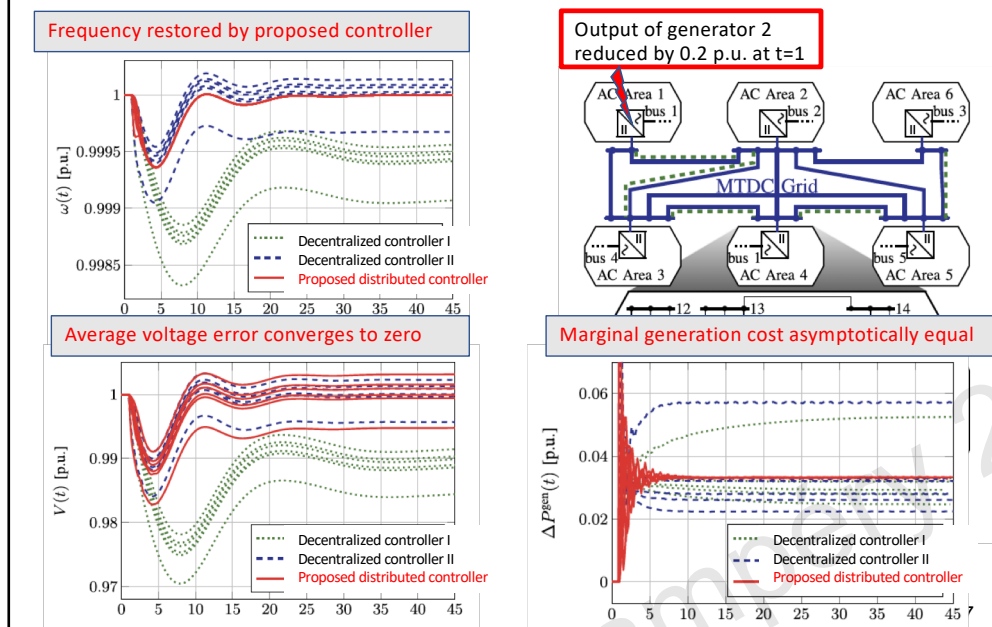 Frequency restored by proposed controller
1
0.9995
0.999
0.9985
ω(t) [p.u.]
Decentralized controller I
Decentralized controller II
Proposed distributed controller
0 5 10 15 20 25 30 35 40 45
Output of generator 2
reduced by 0.2 p.u. at t=1
AC Area 1
AC Area 2
AC Area 6
bus 1
bus 2
bus 3
MTDC Grid
bus 4
bus 1
bus 5
AC Area 3
AC Area 4
AC Area 5
12
13
14
Average voltage error converges to zero
1
0.99
0.98
0.97
V(t) [p.u.]
Decentralized controller I
Decentralized controller II
Proposed distributed controller
0 5 10 15 20 25 30 35 40 45
Marginal generation cost asymptotically equal
0.06
0.04
0.02
0
ΔPᵍᵉⁿ(t) [p.u.]
Decentralized controller I
Decentralized controller II
Proposed distributed controller
0 5 10 15 20 25 30 35 40 45
7